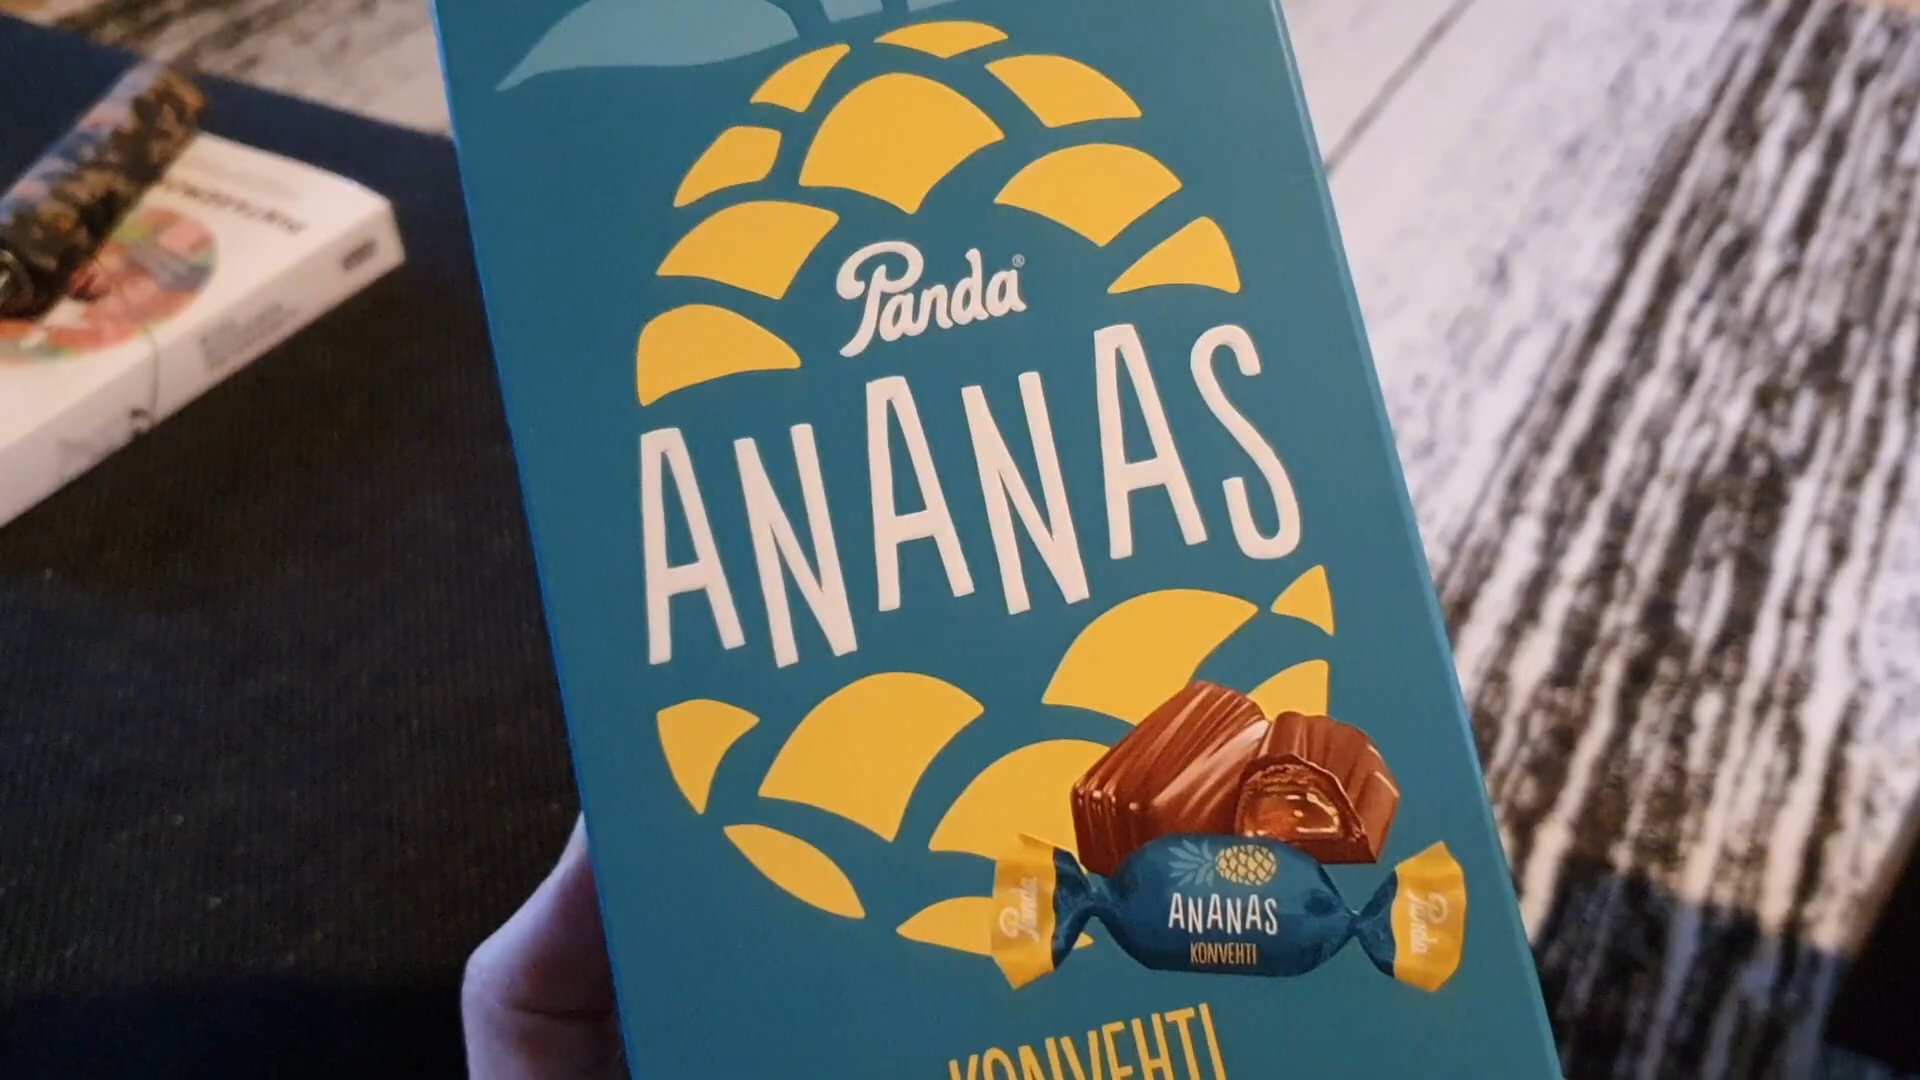 Panda®
ANANAS
ANANAS
KONVEHTI
Panda
Panda
KONVEHTI